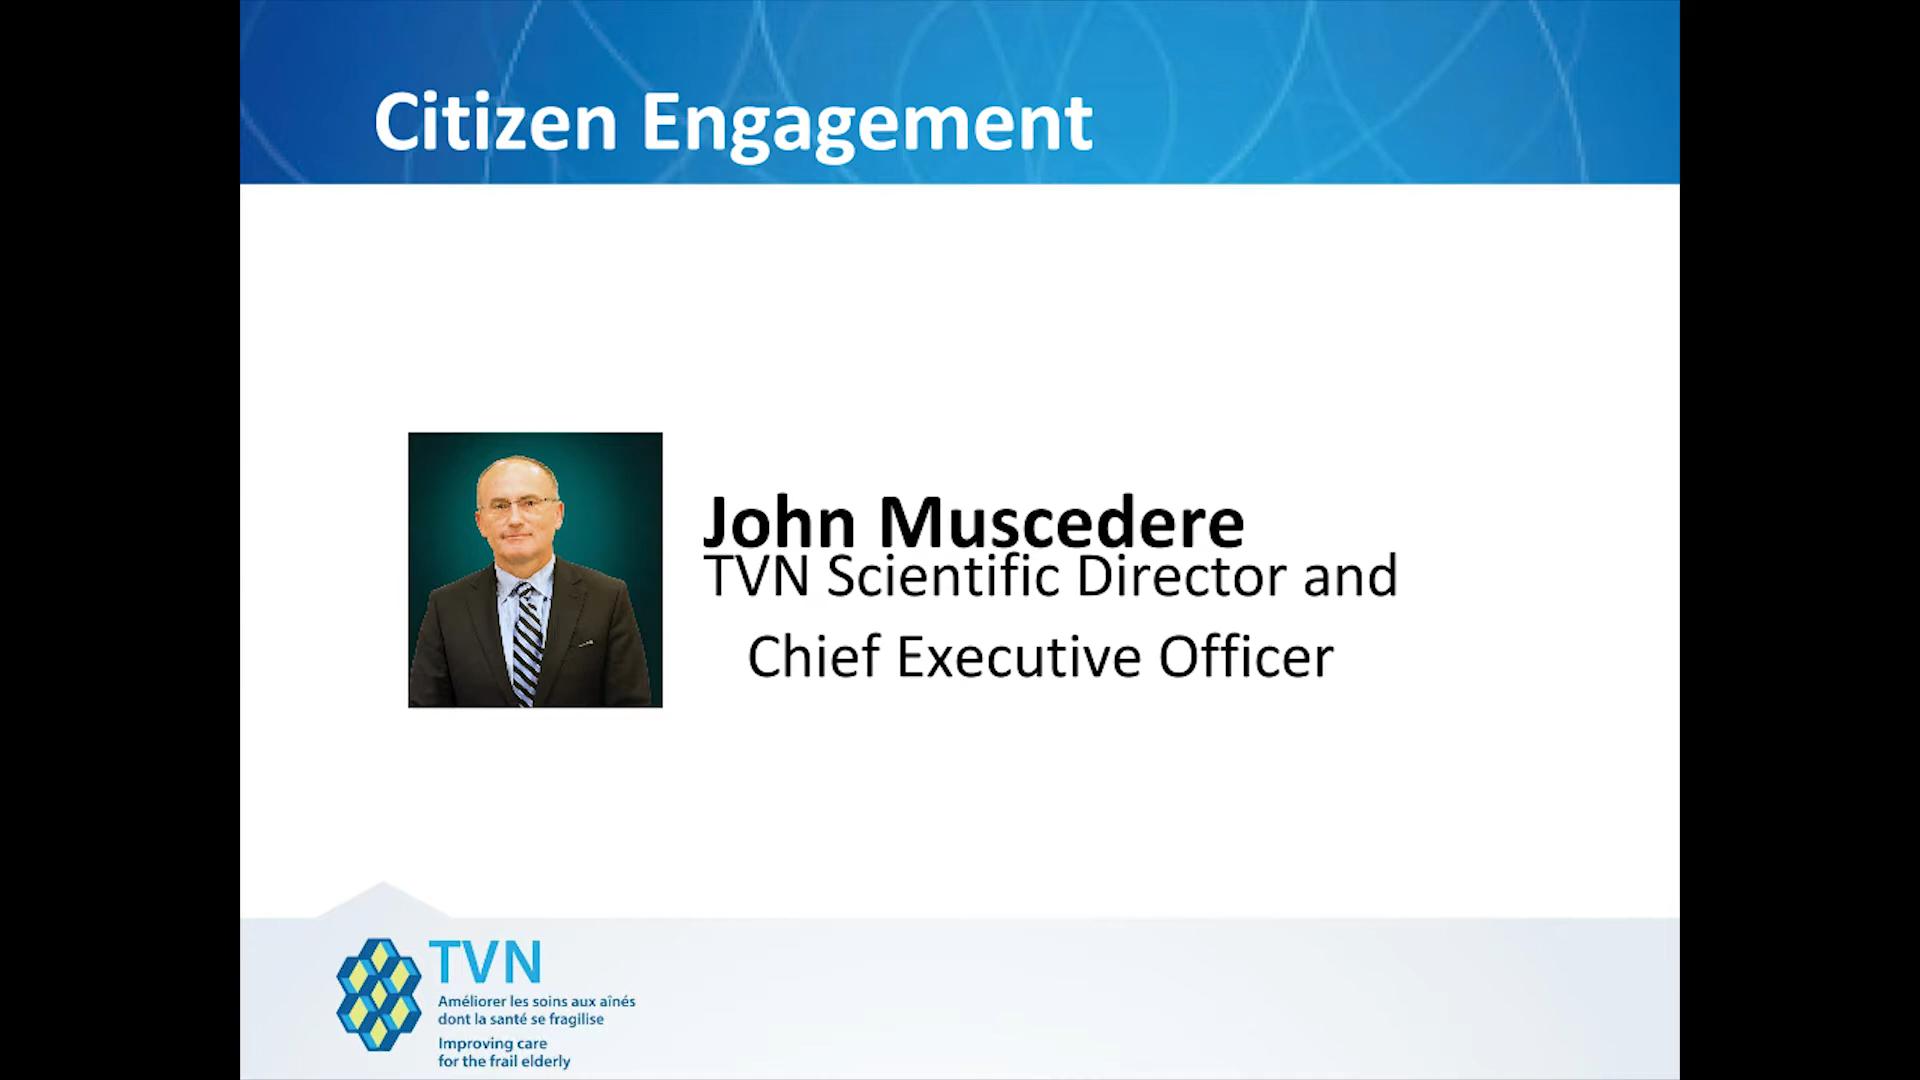 Citizen Engagement
John Muscedere
TVN Scientific Director and
Chief Executive Officer
TVN
Améliorer les soins aux aînés
dont la santé se fragilise
Improving care
for the frail elderly